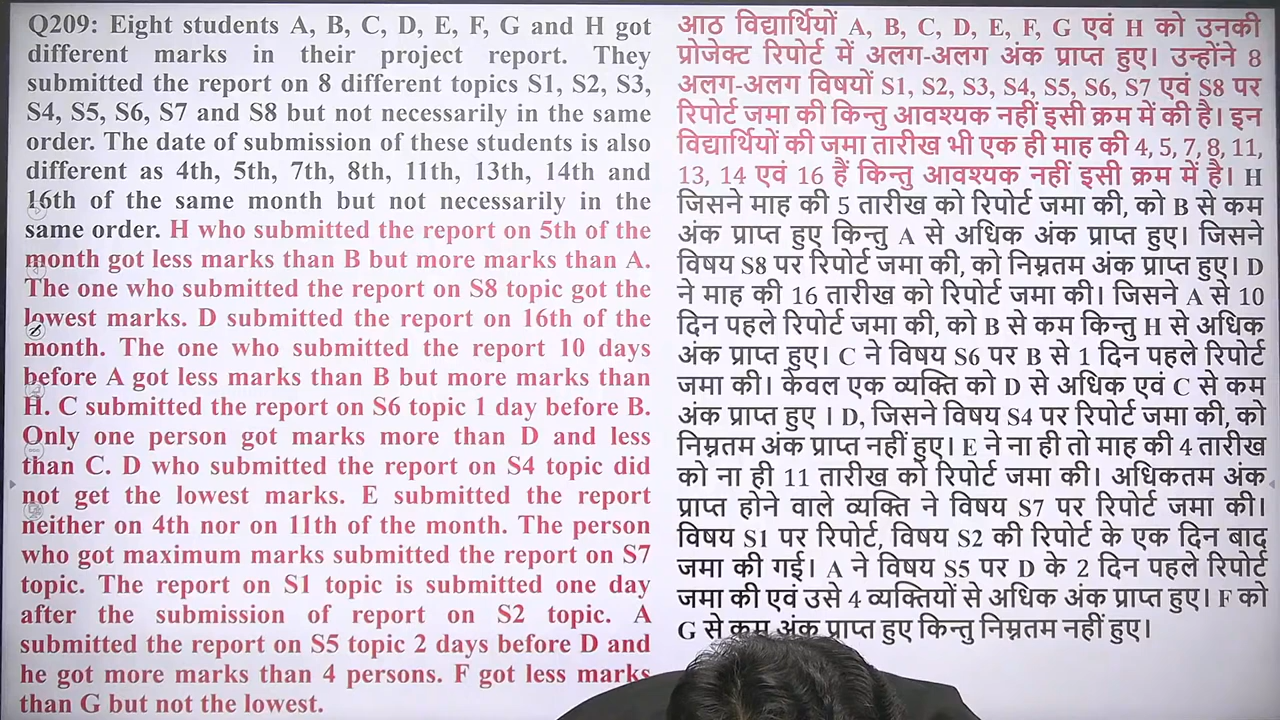 Q209: Eight students A, B, C, D, E, F, G and H got
different marks in their project report. They
submitted the report on 8 different topics S1, S2, S3,
S4, S5, S6, S7 and S8 but not necessarily in the same
order. The date of submission of these students is also
different as 4th, 5th, 7th, 8th, 11th, 13th, 14th and
16th of the same month but not necessarily in the
same order. H who submitted the report on 5th of the
month got less marks than B but more marks than A.
The one who submitted the report on S8 topic got the
lowest marks. D submitted the report on 16th of the
month. The one who submitted the report 10 days
before A got less marks than B but more marks than
H. C submitted the report on S6 topic 1 day before B.
Only one person got marks more than D and less
than C. D who submitted the report on S4 topic did
not get the lowest marks. E submitted the report
neither on 4th nor on 11th of the month. The person
who got maximum marks submitted the report on S7
topic. The report on S1 topic is submitted one day
after the submission of report on S2 topic. A
submitted the report on S5 topic 2 days before D and
he got more marks than 4 persons. F got less marks
than G but not the lowest.
आठ विद्यार्थियों A, B, C, D, E, F, G एवं H को उनकी
प्रोजेक्ट रिपोर्ट में अलग-अलग अंक प्राप्त हुए। उन्होंने 8
अलग-अलग विषयों S1, S2, S3, S4, S5, S6, S7 एवं S8 पर
रिपोर्ट जमा की किन्तु आवश्यक नहीं इसी क्रम में की है। इन
विद्यार्थियों की जमा तारीख भी एक ही माह की 4, 5, 7, 8, 11,
13, 14 एवं 16 हैं किन्तु आवश्यक नहीं इसी क्रम में है। H
जिसने माह की 5 तारीख को रिपोर्ट जमा की, को B से कम
अंक प्राप्त हुए किन्तु A से अधिक अंक प्राप्त हुए। जिसने
विषय S8 पर रिपोर्ट जमा की, को निम्नतम अंक प्राप्त हुए। D
ने माह की 16 तारीख को रिपोर्ट जमा की। जिसने A से 10
दिन पहले रिपोर्ट जमा की, को B से कम किन्तु H से अधिक
अंक प्राप्त हुए। C ने विषय S6 पर B से 1 दिन पहले रिपोर्ट
जमा की। केवल एक व्यक्ति को D से अधिक एवं C से कम
अंक प्राप्त हुए । D, जिसने विषय S4 पर रिपोर्ट जमा की, को
निम्नतम अंक प्राप्त नहीं हुए। E ने ना ही तो माह की 4 तारीख
को ना ही 11 तारीख को रिपोर्ट जमा की। अधिकतम अंक
प्राप्त होने वाले व्यक्ति ने विषय S7 पर रिपोर्ट जमा की।
विषय S1 पर रिपोर्ट, विषय S2 की रिपोर्ट के एक दिन बाद
जमा की गई। A ने विषय S5 पर D के 2 दिन पहले रिपोर्ट
जमा की एवं उसे 4 व्यक्तियों से अधिक अंक प्राप्त हुए। F को
G से कम अंक प्राप्त हुए किन्तु निम्नतम नहीं हुए।